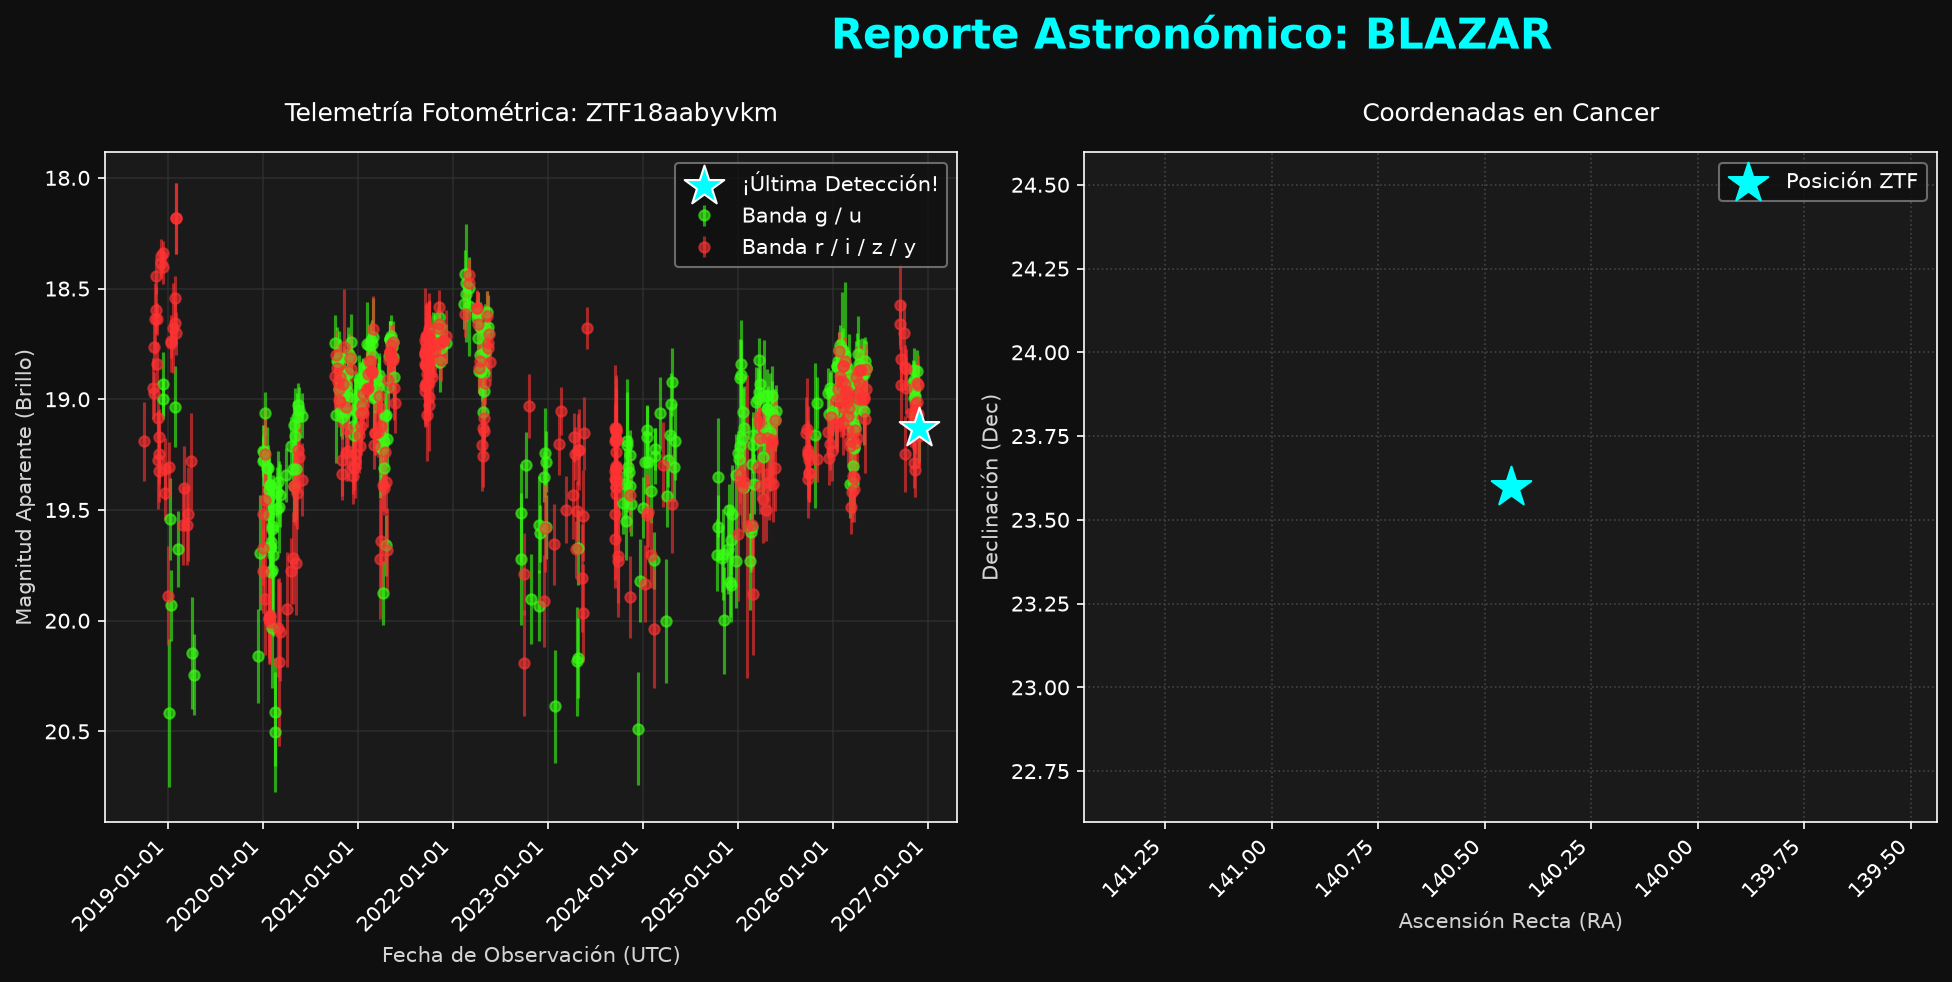 Reporte Astronómico: BLAZAR
Telemetría Fotométrica: ZTF18aabyvkm
¡Última Detección!
Banda g / u
Banda r / i / z / y
Magnitud Aparente (Brillo)
18.0
18.5
19.0
19.5
20.0
20.5
2019-01-01
2020-01-01
2021-01-01
2022-01-01
2023-01-01
2024-01-01
2025-01-01
2026-01-01
2027-01-01
Fecha de Observación (UTC)
Coordenadas en Cancer
Posición ZTF
Declinación (Dec)
24.50
24.25
24.00
23.75
23.50
23.25
23.00
22.75
141.25
141.00
140.75
140.50
140.25
140.00
139.75
139.50
Ascensión Recta (RA)